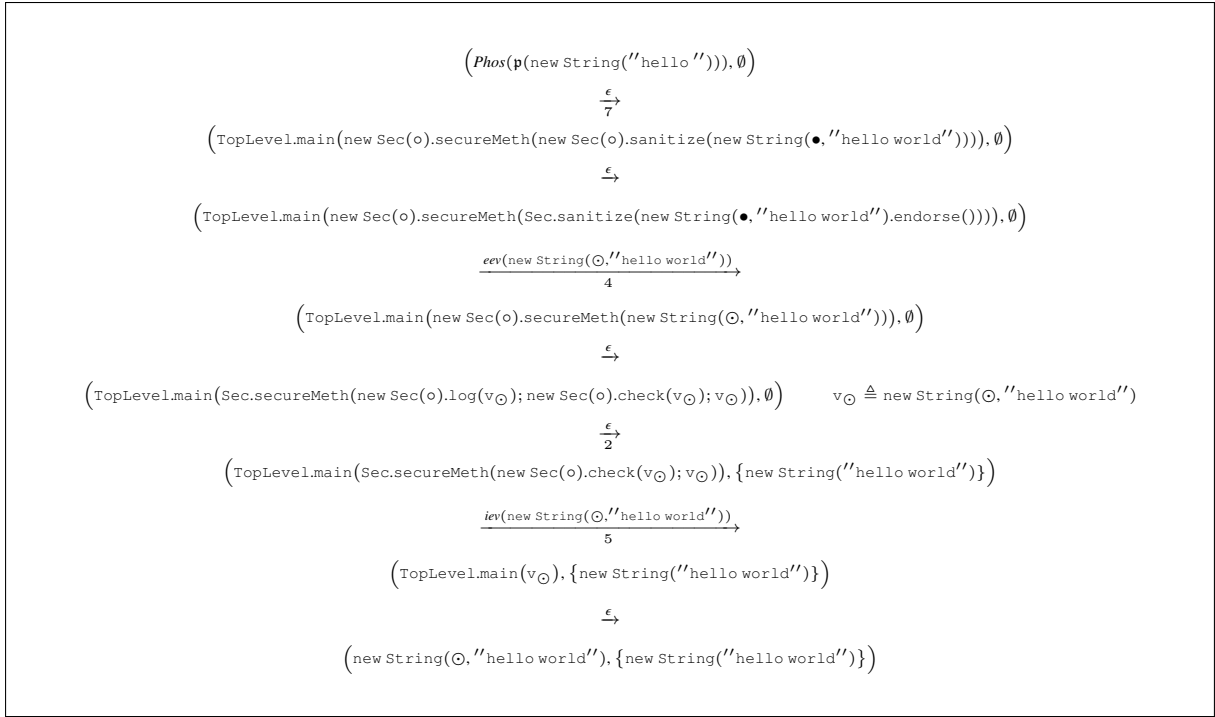 (Phos(𝔭(new String(″hello ″))), ∅)
ϵ
→
7
(TopLevel.main(new Sec(∘).secureMeth(new Sec(∘).sanitize(new String(•, ″hello world″)))), ∅)
ϵ
→
(TopLevel.main(new Sec(∘).secureMeth(Sec.sanitize(new String(•, ″hello world″).endorse()))), ∅)
eev(new String(⊙,″hello world″))
→
4
(TopLevel.main(new Sec(∘).secureMeth(new String(⊙, ″hello world″))), ∅)
ϵ
→
(TopLevel.main(Sec.secureMeth(new Sec(∘).log(v⊙); new Sec(∘).check(v⊙); v⊙)), ∅) v⊙ ≜ new String(⊙, ″hello world″)
ϵ
→
2
(TopLevel.main(Sec.secureMeth(new Sec(∘).check(v⊙); v⊙)), {new String(″hello world″)})
iev(new String(⊙,″hello world″))
→
5
(TopLevel.main(v⊙), {new String(″hello world″)})
ϵ
→
(new String(⊙, ″hello world″), {new String(″hello world″)})